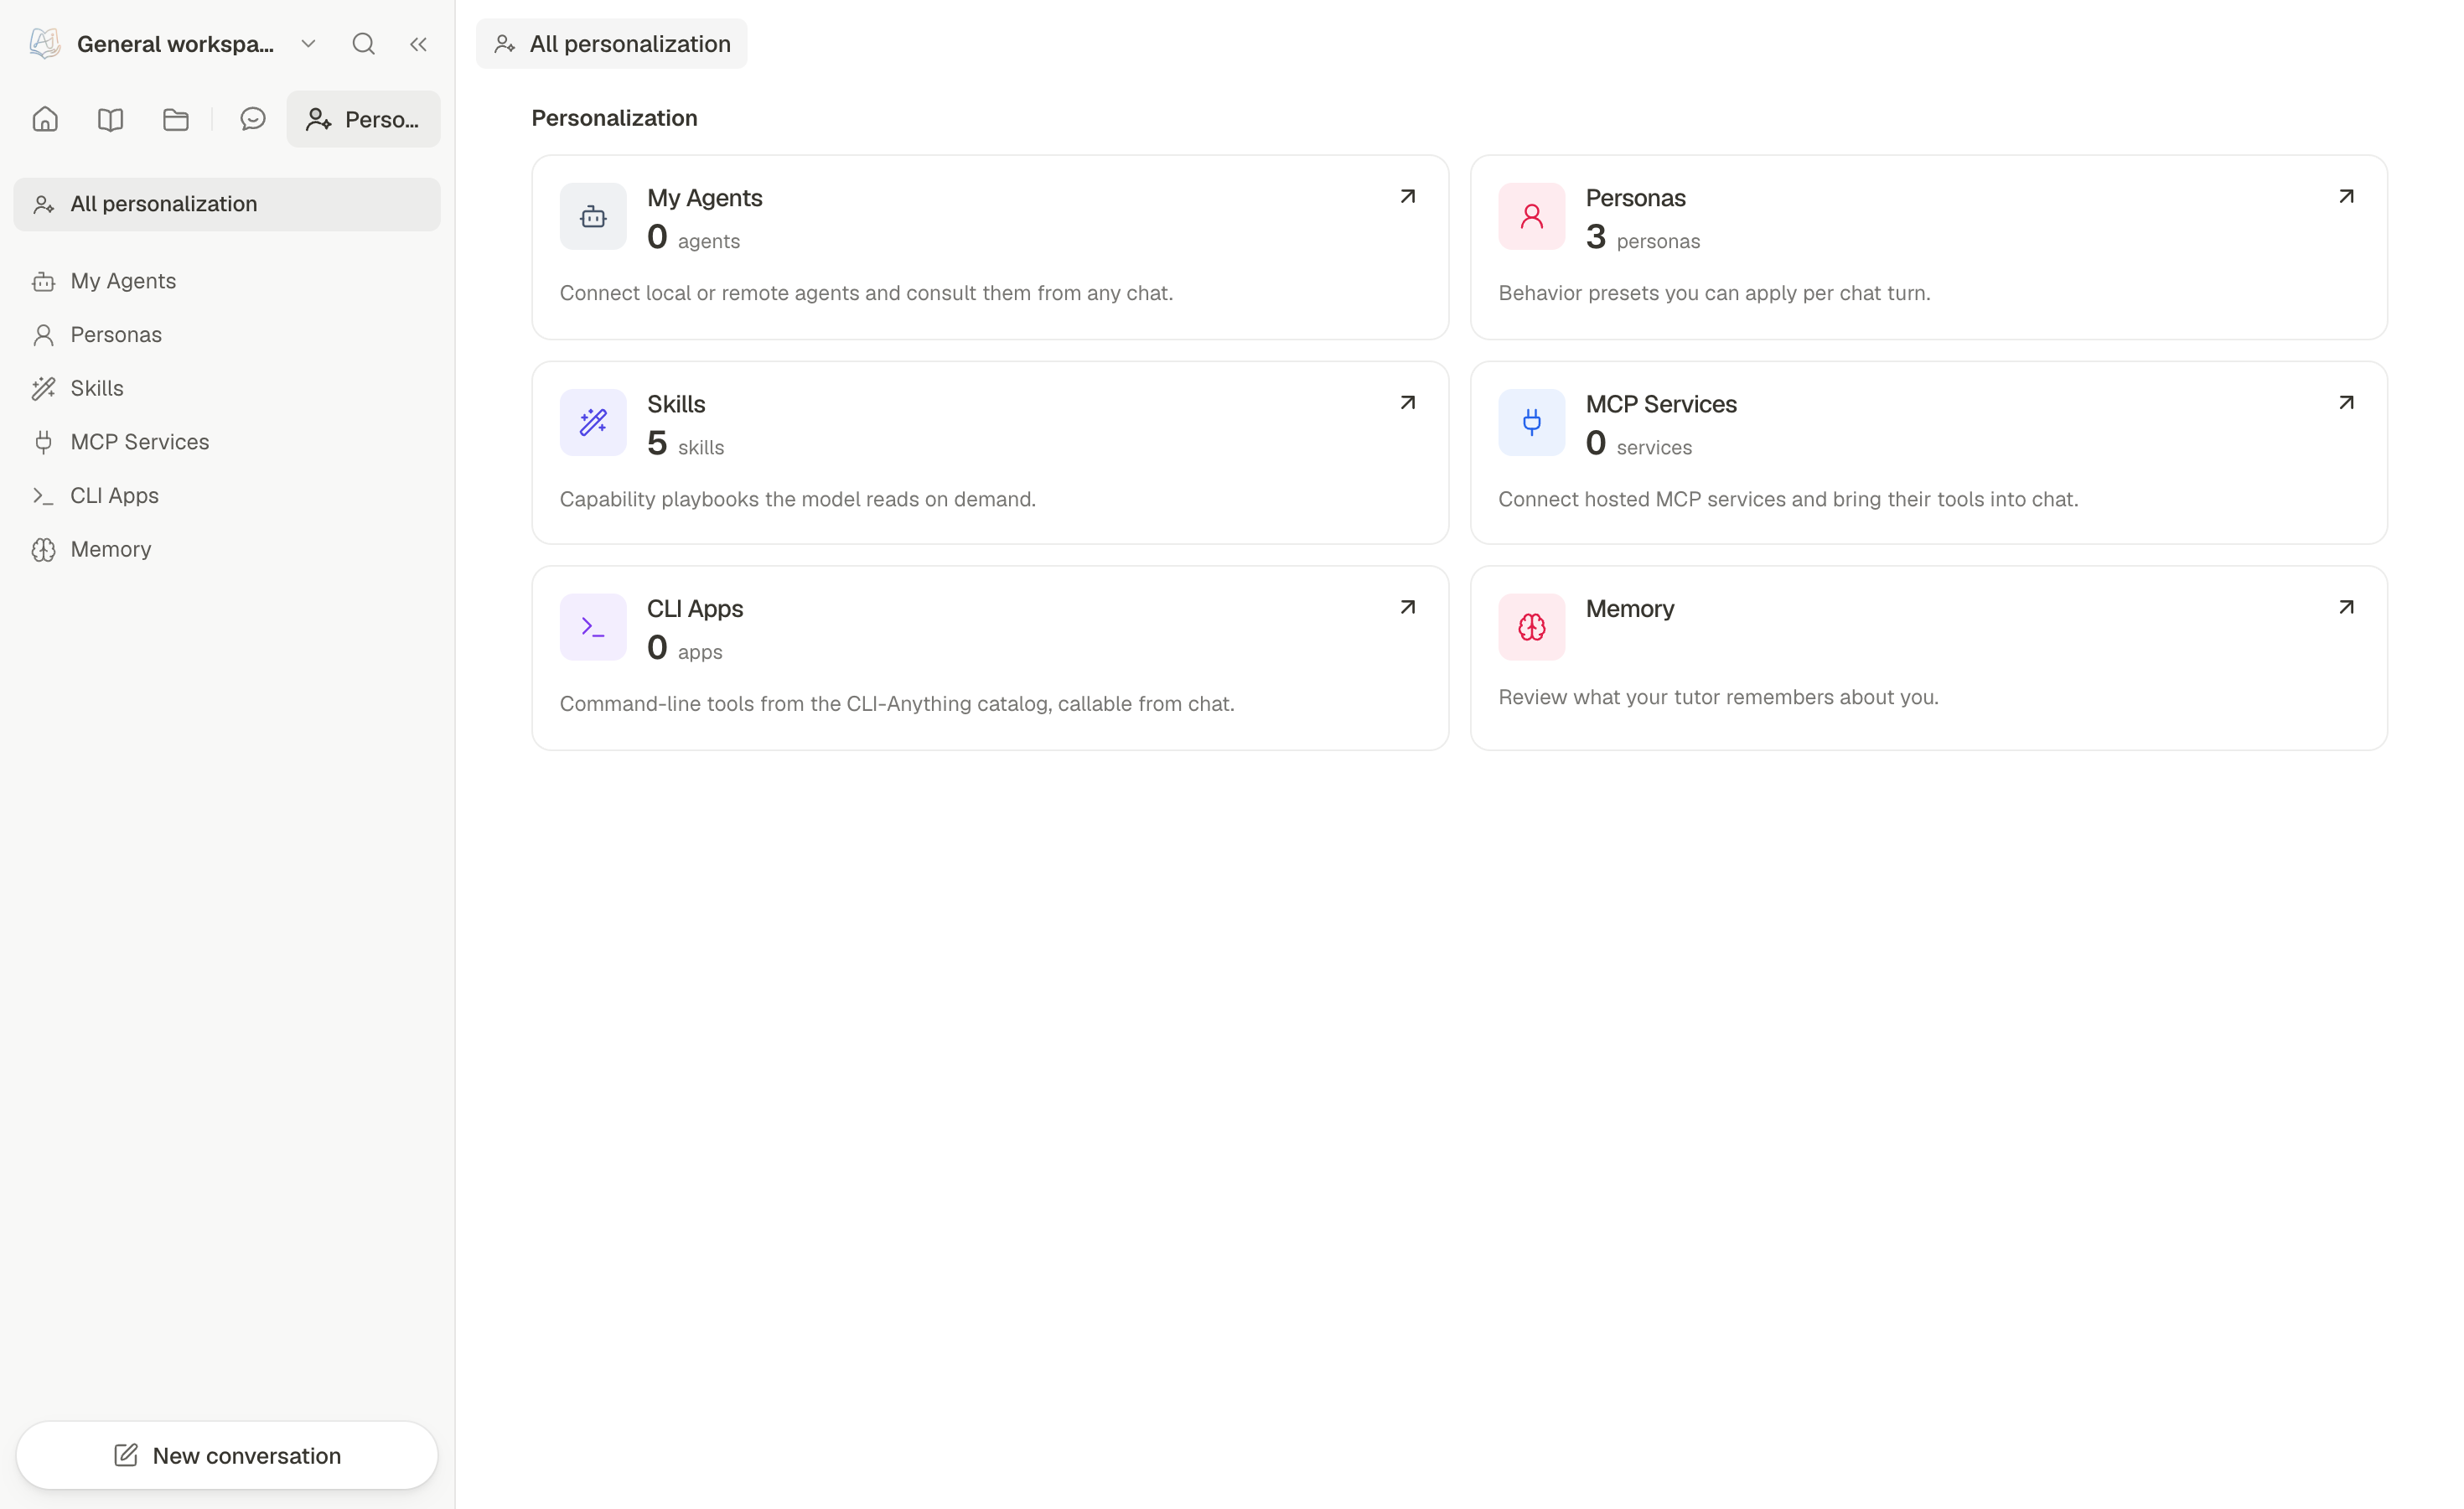 General workspa...
Perso...
All personalization
My Agents
Personas
Skills
MCP Services
CLI Apps
Memory
New conversation
All personalization
Personalization
My Agents
0 agents
Connect local or remote agents and consult them from any chat.
Personas
3 personas
Behavior presets you can apply per chat turn.
Skills
5 skills
Capability playbooks the model reads on demand.
MCP Services
0 services
Connect hosted MCP services and bring their tools into chat.
CLI Apps
0 apps
Command-line tools from the CLI-Anything catalog, callable from chat.
Memory
Review what your tutor remembers about you.